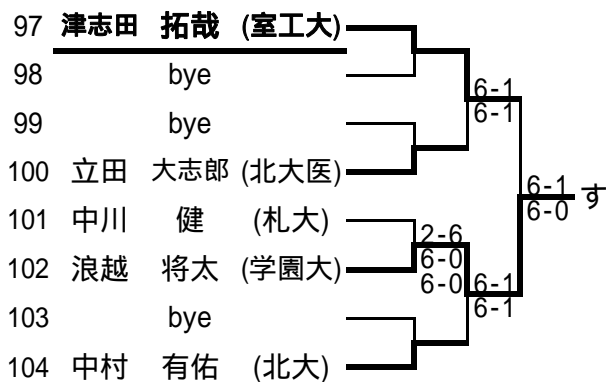 97 津志田 拓哉 (室工大)
98 bye
6-1
6-1
99 bye
100 立田 大志郎 (北大医)
6-1
6-0
す
101 中川 健 (札大)
2-6
6-0
6-0
102 浪越 将太 (学園大)
6-1
6-1
103 bye
104 中村 有佑 (北大)